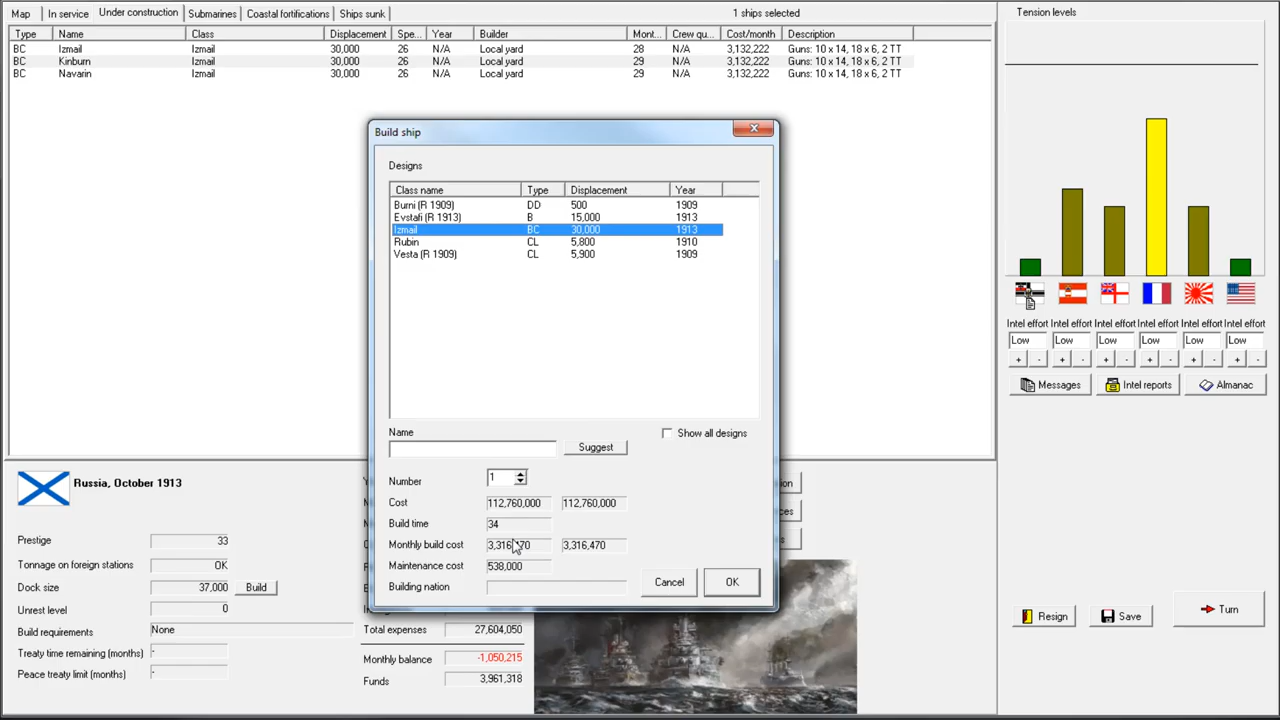 Map In service Under construction Submarines Coastal fortifications Ships sunk 1 ships selected
Type Name Class Displacement Spe... Year Builder Mont... Crew qu... Cost/month Description
BC Izmail Izmail 30,000 26 N/A Local yard 28 N/A 3,132,222 Guns: 10 x 14, 18 x 6, 2 TT
BC Kinburn Izmail 30,000 26 N/A Local yard 29 N/A 3,132,222 Guns: 10 x 14, 18 x 6, 2 TT
BC Navarin Izmail 30,000 26 N/A Local yard 29 N/A 3,132,222 Guns: 10 x 14, 18 x 6, 2 TT
Build ship
Designs
Class name Type Displacement Year
Burni (R 1909) DD 500 1909
Evstafi (R 1913) B 15,000 1913
Izmail BC 30,000 1913
Rubin CL 5,800 1910
Vesta (R 1909) CL 5,900 1909
Name
Suggest
Show all designs
Number 1
Cost 112,760,000 112,760,000
Build time 34
Monthly build cost 3,316,470 3,316,470
Maintenance cost 538,000
Building nation
Cancel OK
Russia, October 1913
Prestige 33
Tonnage on foreign stations OK
Dock size 37,000 Build
Unrest level 0
Build requirements None
Treaty time remaining (months) -
Peace treaty limit (months) -
Total expenses 27,604,050
Monthly balance -1,050,215
Funds 3,961,318
Tension levels
Intel effort Intel effort Intel effort Intel effort Intel effort Intel effort
Low Low Low Low Low Low
+ - + - + - + - + - + -
Messages Intel reports Almanac
Resign Save Turn